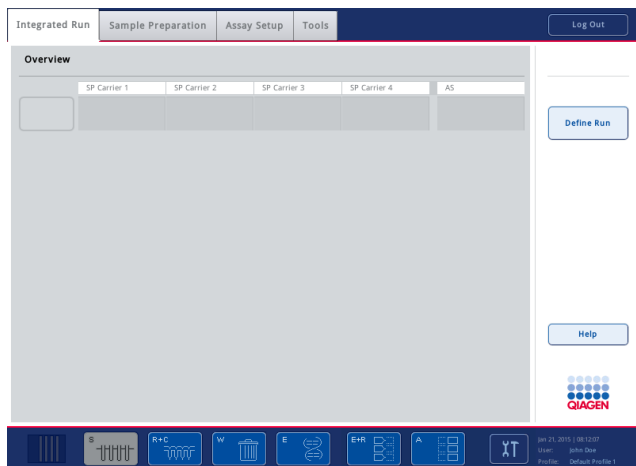 Integrated Run Sample Preparation Assay Setup Tools Log Out
Overview
SP Carrier 1 SP Carrier 2 SP Carrier 3 SP Carrier 4 AS
Define Run
Help
QIAGEN
S R+C W E E+R A
Jan 21, 2015 | 08:12:07
User: John Doe
Profile: Default Profile 1